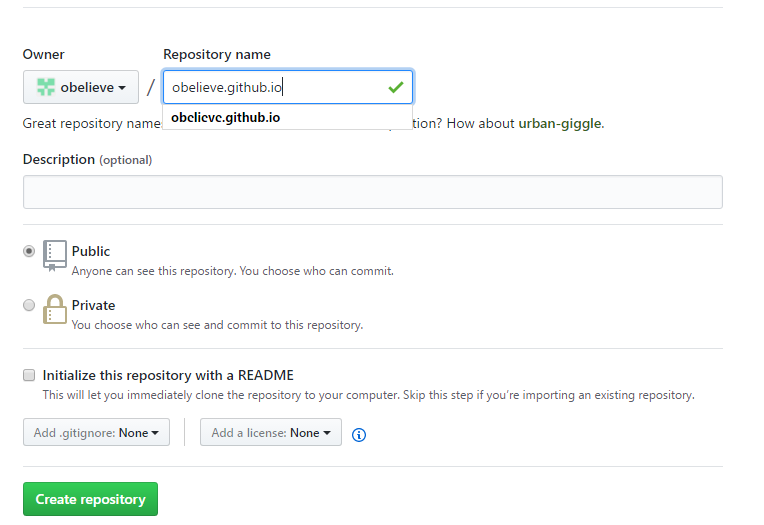 Owner Repository name
obelieve / obelieve.github.io
obelieve.github.io
Great repository name tion? How about urban-giggle.
Description (optional)
Public
Anyone can see this repository. You choose who can commit.
Private
You choose who can see and commit to this repository.
Initialize this repository with a README
This will let you immediately clone the repository to your computer. Skip this step if you're importing an existing repository.
Add .gitignore: None Add a license: None
Create repository